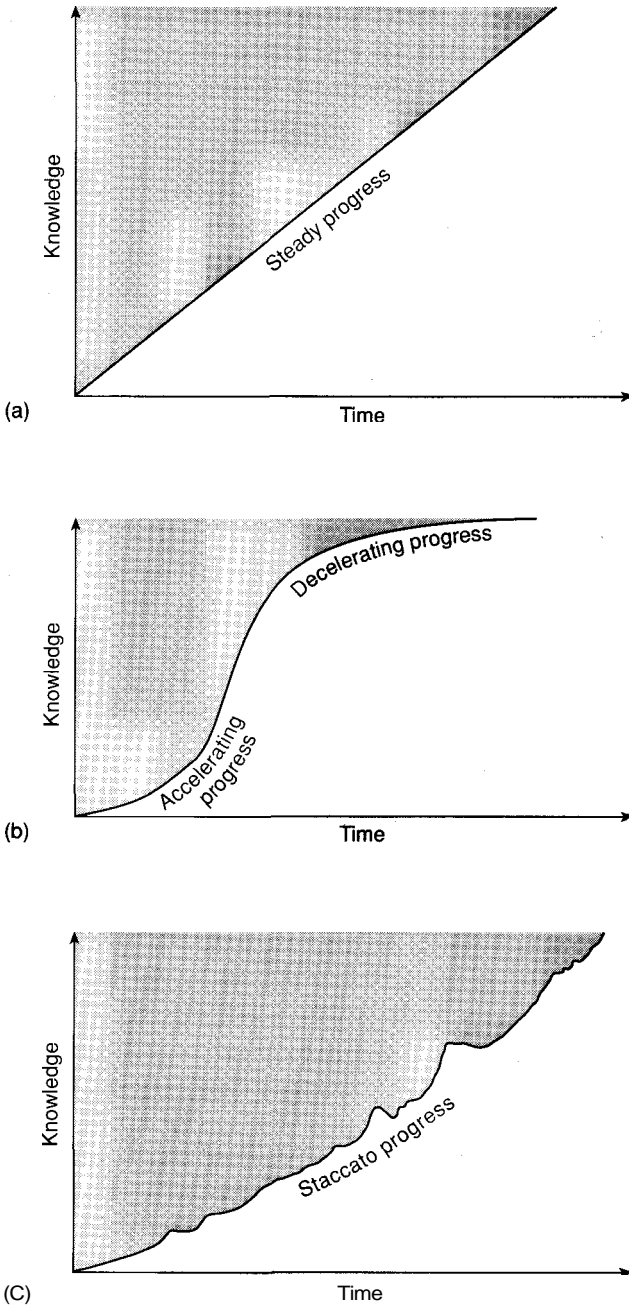 Knowledge
Steady progress
(a)
Time
Knowledge
Decelerating progress
Accelerating
progress
(b)
Time
Knowledge
Staccato progress
(C)
Time